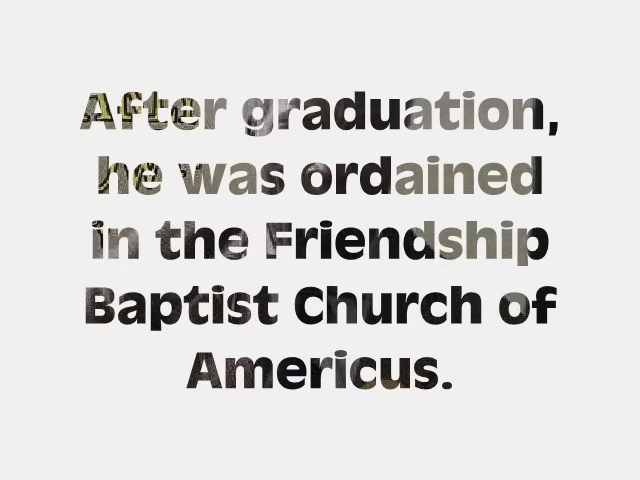 After graduation,
he was ordained
in the Friendship
Baptist Church of
Americus.